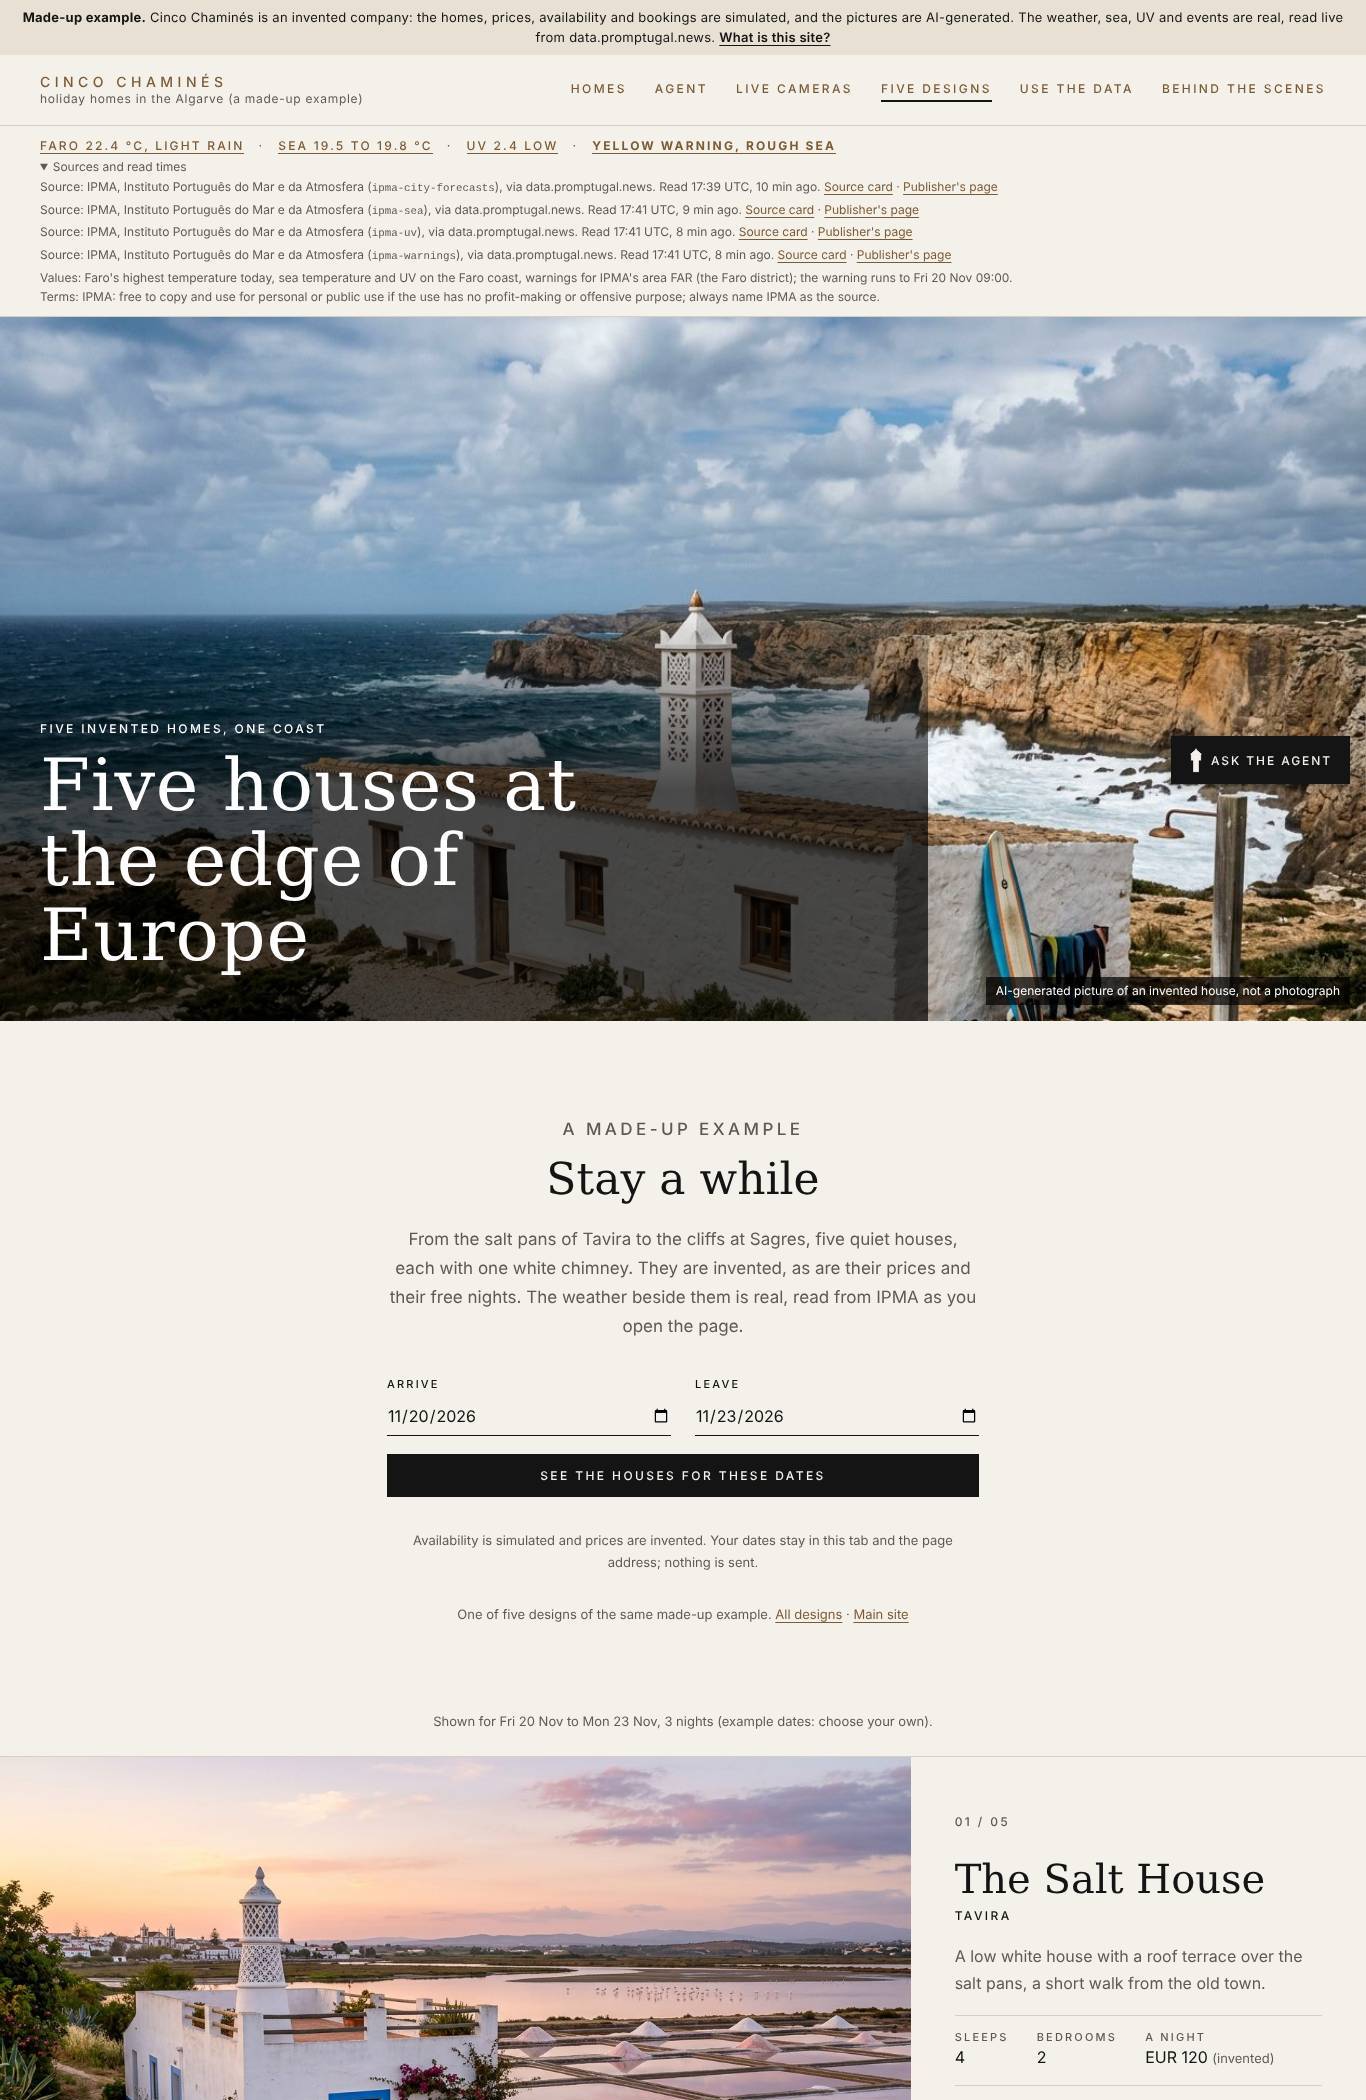 Made-up example. Cinco Chaminés is an invented company: the homes, prices, availability and bookings are simulated, and the pictures are AI-generated. The weather, sea, UV and events are real, read live
from data.promptugal.news. What is this site?
CINCO CHAMINÉS
holiday homes in the Algarve (a made-up example)
HOMES AGENT LIVE CAMERAS FIVE DESIGNS USE THE DATA BEHIND THE SCENES
FARO 22.4 °C, LIGHT RAIN · SEA 19.5 TO 19.8 °C · UV 2.4 LOW · YELLOW WARNING, ROUGH SEA
▼ Sources and read times
Source: IPMA, Instituto Português do Mar e da Atmosfera (ipma-city-forecasts), via data.promptugal.news. Read 17:39 UTC, 10 min ago. Source card · Publisher's page
Source: IPMA, Instituto Português do Mar e da Atmosfera (ipma-sea), via data.promptugal.news. Read 17:41 UTC, 9 min ago. Source card · Publisher's page
Source: IPMA, Instituto Português do Mar e da Atmosfera (ipma-uv), via data.promptugal.news. Read 17:41 UTC, 8 min ago. Source card · Publisher's page
Source: IPMA, Instituto Português do Mar e da Atmosfera (ipma-warnings), via data.promptugal.news. Read 17:41 UTC, 8 min ago. Source card · Publisher's page
Values: Faro's highest temperature today, sea temperature and UV on the Faro coast, warnings for IPMA's area FAR (the Faro district); the warning runs to Fri 20 Nov 09:00.
Terms: IPMA: free to copy and use for personal or public use if the use has no profit-making or offensive purpose; always name IPMA as the source.
FIVE INVENTED HOMES, ONE COAST
Five houses at
the edge of
Europe
ASK THE AGENT
AI-generated picture of an invented house, not a photograph
A MADE-UP EXAMPLE
Stay a while
From the salt pans of Tavira to the cliffs at Sagres, five quiet houses,
each with one white chimney. They are invented, as are their prices and
their free nights. The weather beside them is real, read from IPMA as you
open the page.
ARRIVE LEAVE
11/20/2026 11/23/2026
SEE THE HOUSES FOR THESE DATES
Availability is simulated and prices are invented. Your dates stay in this tab and the page
address; nothing is sent.
One of five designs of the same made-up example. All designs · Main site
Shown for Fri 20 Nov to Mon 23 Nov, 3 nights (example dates: choose your own).
01 / 05
The Salt House
TAVIRA
A low white house with a roof terrace over the
salt pans, a short walk from the old town.
SLEEPS BEDROOMS A NIGHT
4 2 EUR 120 (invented)